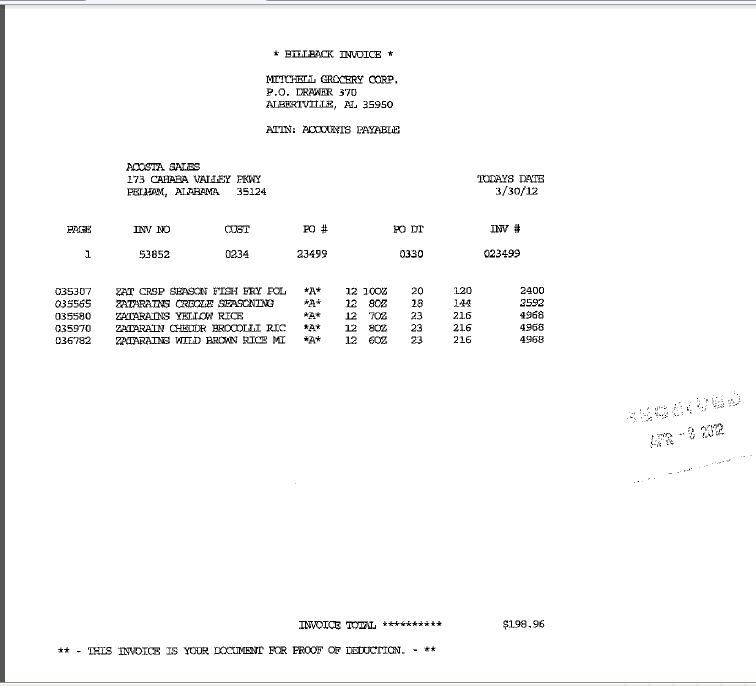 * BILLBACK INVOICE *
MITCHELL GROCERY CORP.
P.O. DRAWER 370
ALBERTVILLE, AL 35950
ATTN: ACCOUNTS PAYABLE
ACOSTA SALES
173 CAHABA VALLEY PKWY TODAYS DATE
PELHAM, ALABAMA 35124 3/30/12
PAGE INV NO CUST PO # PO DT INV #
1 53852 0234 23499 0330 023499
035307 ZAT CRSP SEASON FISH FRY POL *A* 12 10OZ 20 120 2400
035565 ZATARAINS CREOLE SEASONING *A* 12 8OZ 18 144 2592
035580 ZATARAINS YELLOW RICE *A* 12 7OZ 23 216 4968
035970 ZATARAIN CHEDDR BROCOLLI RIC *A* 12 8OZ 23 216 4968
036782 ZATARAINS WILD BROWN RICE MI *A* 12 6OZ 23 216 4968
RECEIVED
APR - 2012
INVOICE TOTAL ********** $198.96
** - THIS INVOICE IS YOUR DOCUMENT FOR PROOF OF DEDUCTION. - **